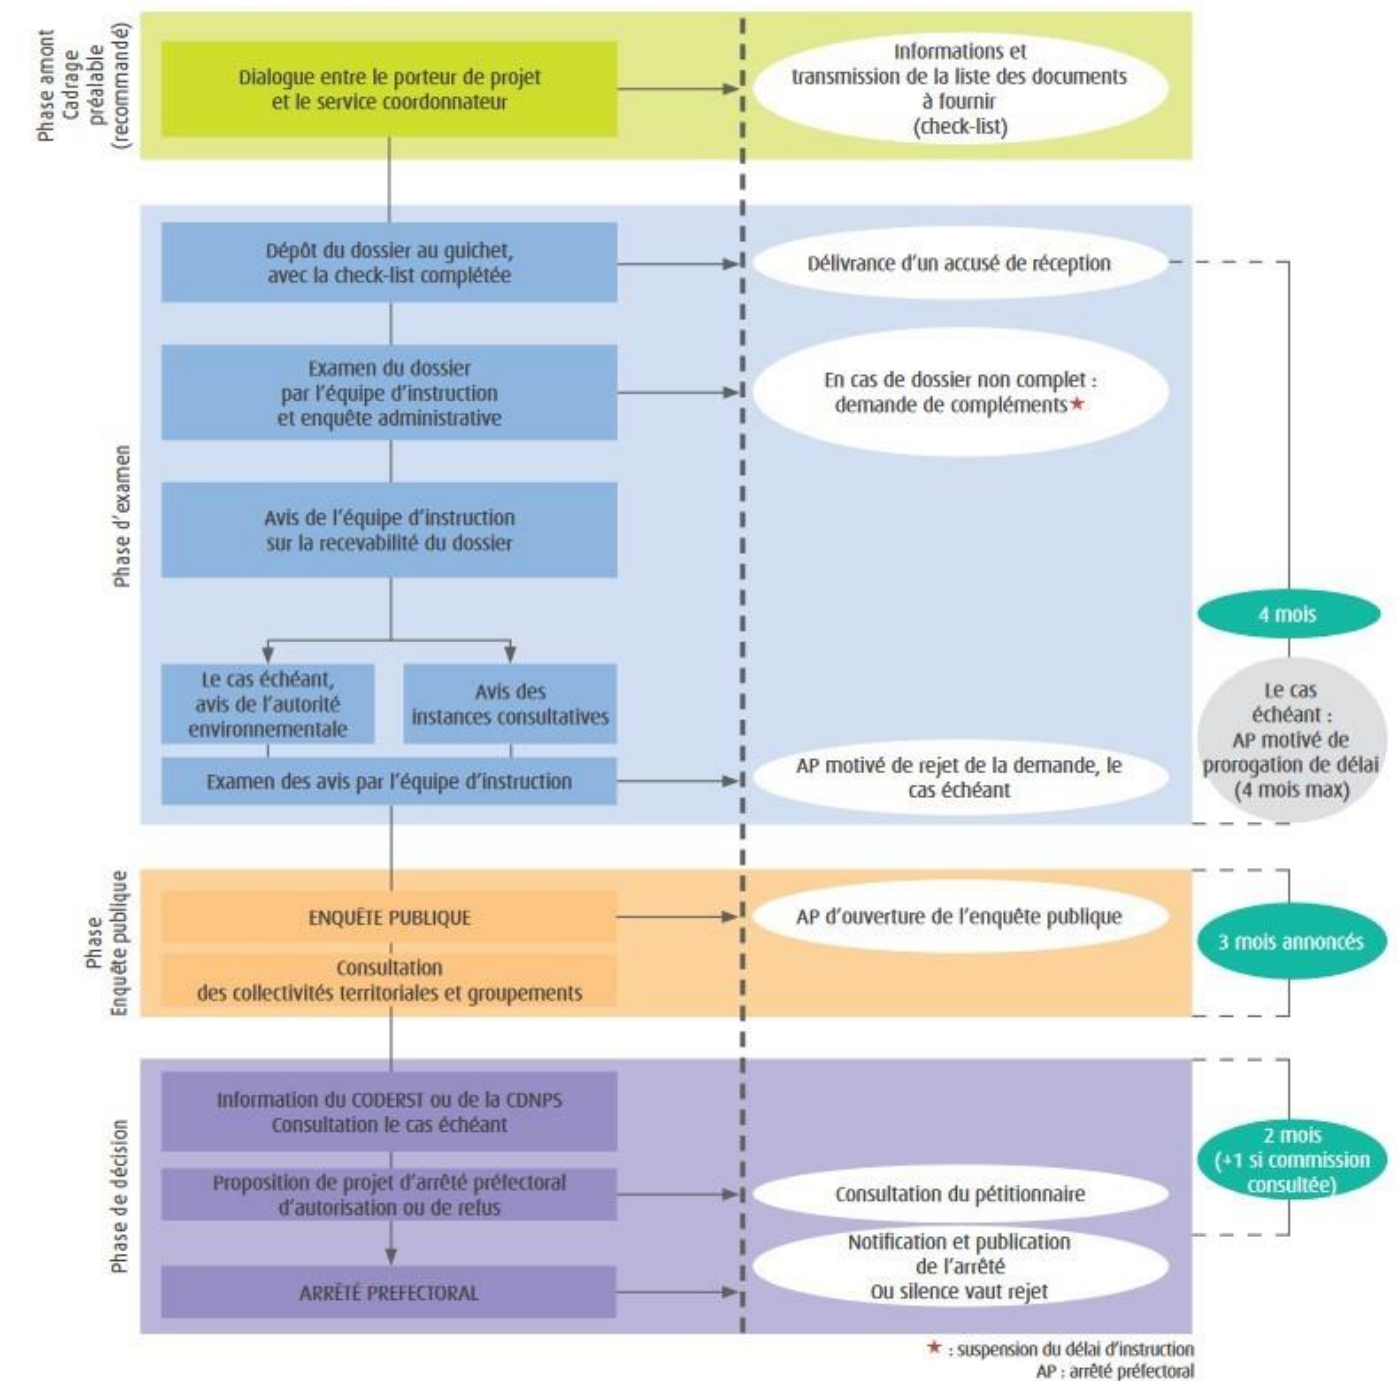 Phase amont
Cadrage
préalable
(recommandé)
Dialogue entre le porteur de projet
et le service coordonnateur
Informations et
transmission de la liste des documents
à fournir
(check-list)
Phase d'examen
Dépôt du dossier au guichet,
avec la check-list complétée
Délivrance d'un accusé de réception
Examen du dossier
par l'équipe d'instruction
et enquête administrative
En cas de dossier non complet :
demande de compléments★
Avis de l'équipe d'instruction
sur la recevabilité du dossier
Le cas échéant,
avis de l'autorité
environnementale
Avis des
instances consultatives
Examen des avis par l'équipe d'instruction
AP motivé de rejet de la demande, le
cas échéant
4 mois
Le cas
échéant :
AP motivé de
prorogation de délai
(4 mois max)
Phase
Enquête publique
ENQUÊTE PUBLIQUE
AP d'ouverture de l'enquête publique
Consultation
des collectivités territoriales et groupements
3 mois annoncés
Phase de décision
Information du CODERST ou de la CDNPS
Consultation le cas échéant
Proposition de projet d'arrêté préfectoral
d'autorisation ou de refus
Consultation du pétitionnaire
ARRÊTÉ PREFECTORAL
Notification et publication
de l'arrêté
Ou silence vaut rejet
2 mois
(+1 si commission
consultée)
★ : suspension du délai d'instruction
AP : arrêté préfectoral